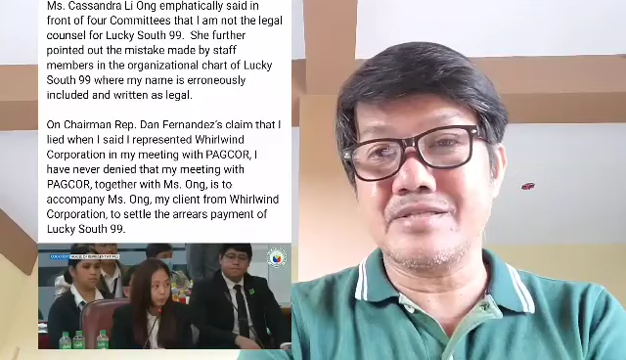 Ms. Cassandra Li Ong emphatically said in
front of four Committees that I am not the legal
counsel for Lucky South 99.  She further
pointed out the mistake made by staff
members in the organizational chart of Lucky
South 99 where my name is erroneously
included and written as legal.
On Chairman Rep. Dan Fernandez's claim that I
lied when I said I represented Whirlwind
Corporation in my meeting with PAGCOR, I
have never denied that my meeting with
PAGCOR, together with Ms. Ong, is to
accompany Ms. Ong, my client from Whirlwind
Corporation, to settle the arrears payment of
Lucky South 99.